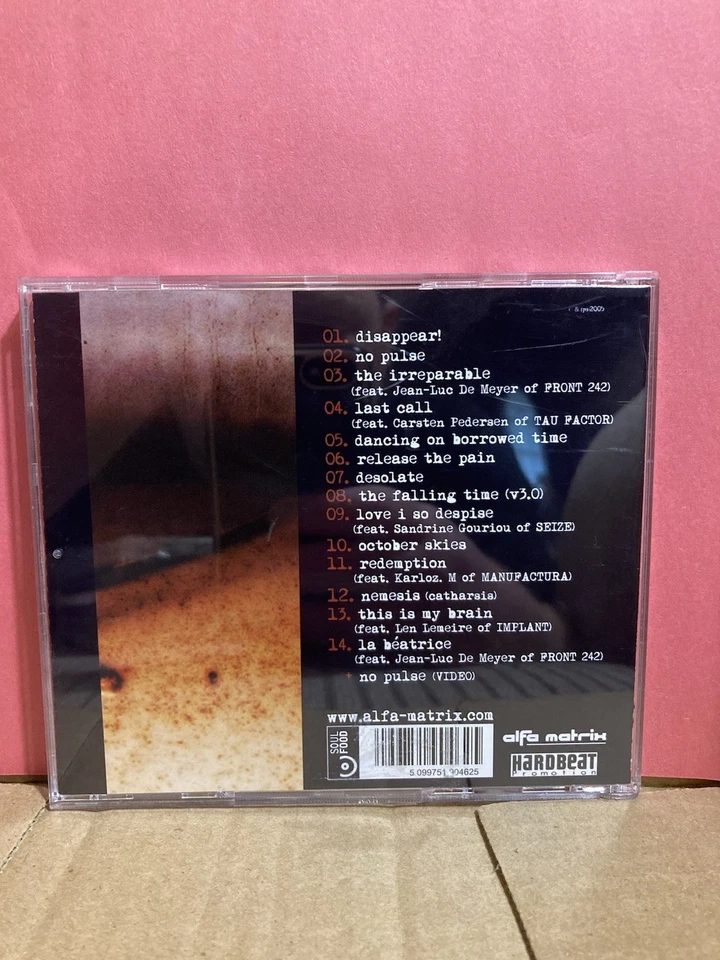 ℗ & © 2005
01. disappear!
02. no pulse
03. the irreparable
(feat. Jean-Luc De Meyer of FRONT 242)
04. last call
(feat. Carsten Pedersen of TAU FACTOR)
05. dancing on borrowed time
06. release the pain
07. desolate
08. the falling time (v3.0)
09. love i so despise
(feat. Sandrine Gouriou of SEIZE)
10. october skies
11. redemption
(feat. Karloz. M of MANUFACTURA)
12. nemesis (catharsis)
13. this is my brain
(feat. Len Lemeire of IMPLANT)
14. la béatrice
(feat. Jean-Luc De Meyer of FRONT 242)
+ no pulse (VIDEO)
www.alfa-matrix.com
SOUL
FOOD
5 099751 904625
alfa matrix
HARDBEAT
Promotion